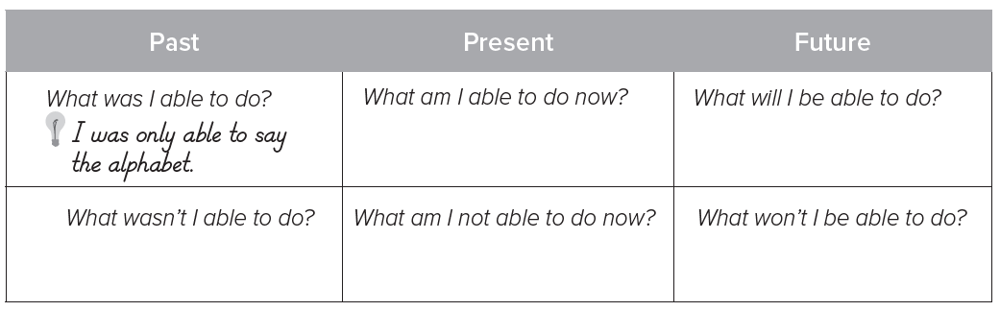 Past
Present
Future
What was I able to do?
I was only able to say
the alphabet.
What am I able to do now?
What will I be able to do?
What wasn’t I able to do?
What am I not able to do now?
What won’t I be able to do?